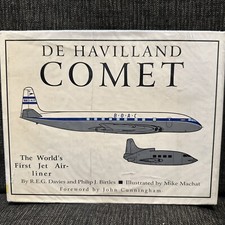 DE HAVILLAND
COMET
B·O·A·C
The World's
First Jet Air-
liner
By R.E.G. Davies and Philip J. Birtles • Illustrated by Mike Machat
Foreword by John Cunningham